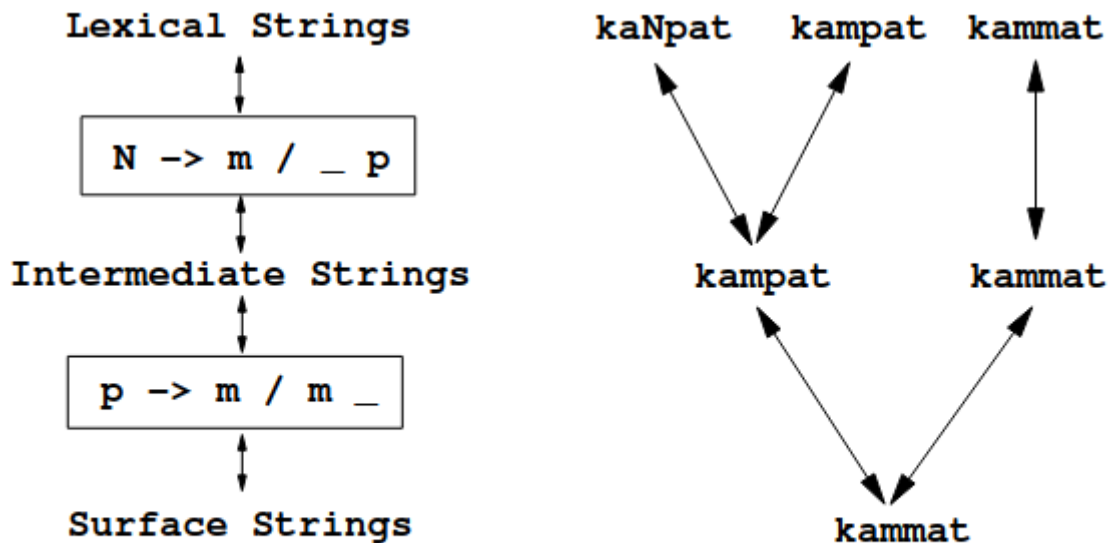 Lexical Strings
N -> m / _ p
Intermediate Strings
p -> m / m _
Surface Strings
kaNpat kampat kammat
kampat kammat
kammat